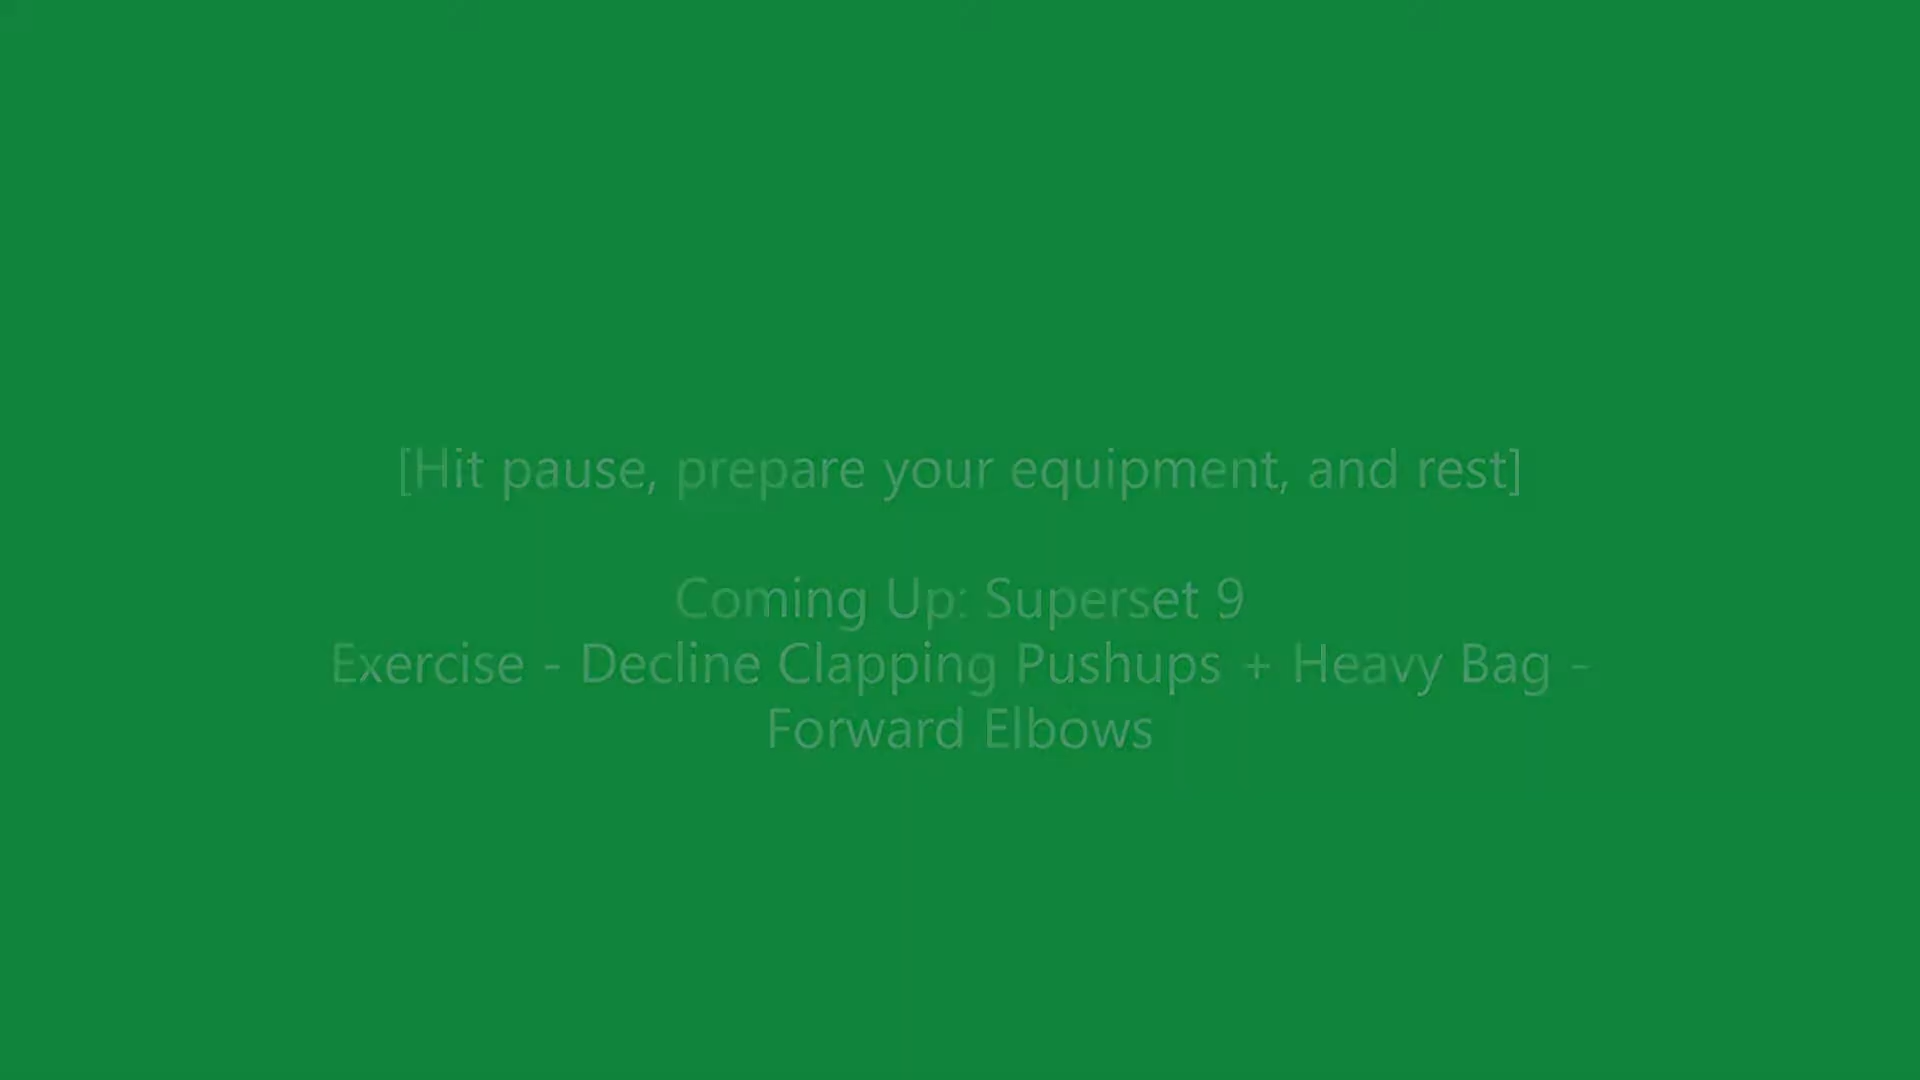 [Hit pause, prepare your equipment, and rest]
Coming Up: Superset 9
Exercise - Decline Clapping Pushups + Heavy Bag -
Forward Elbows